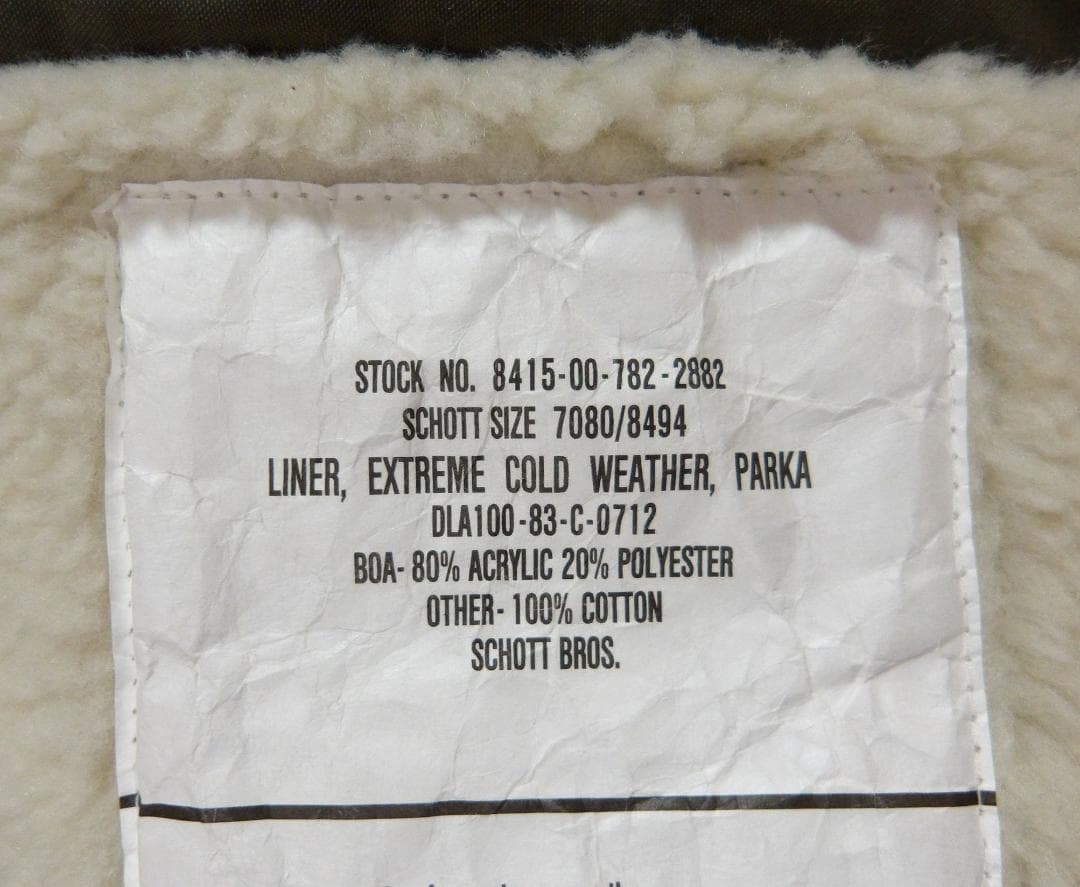 STOCK NO. 8415-00-782-2882
SCHOTT SIZE 7080/8494
LINER, EXTREME COLD WEATHER, PARKA
DLA100-83-C-0712
BOA- 80% ACRYLIC 20% POLYESTER
OTHER- 100% COTTON
SCHOTT BROS.